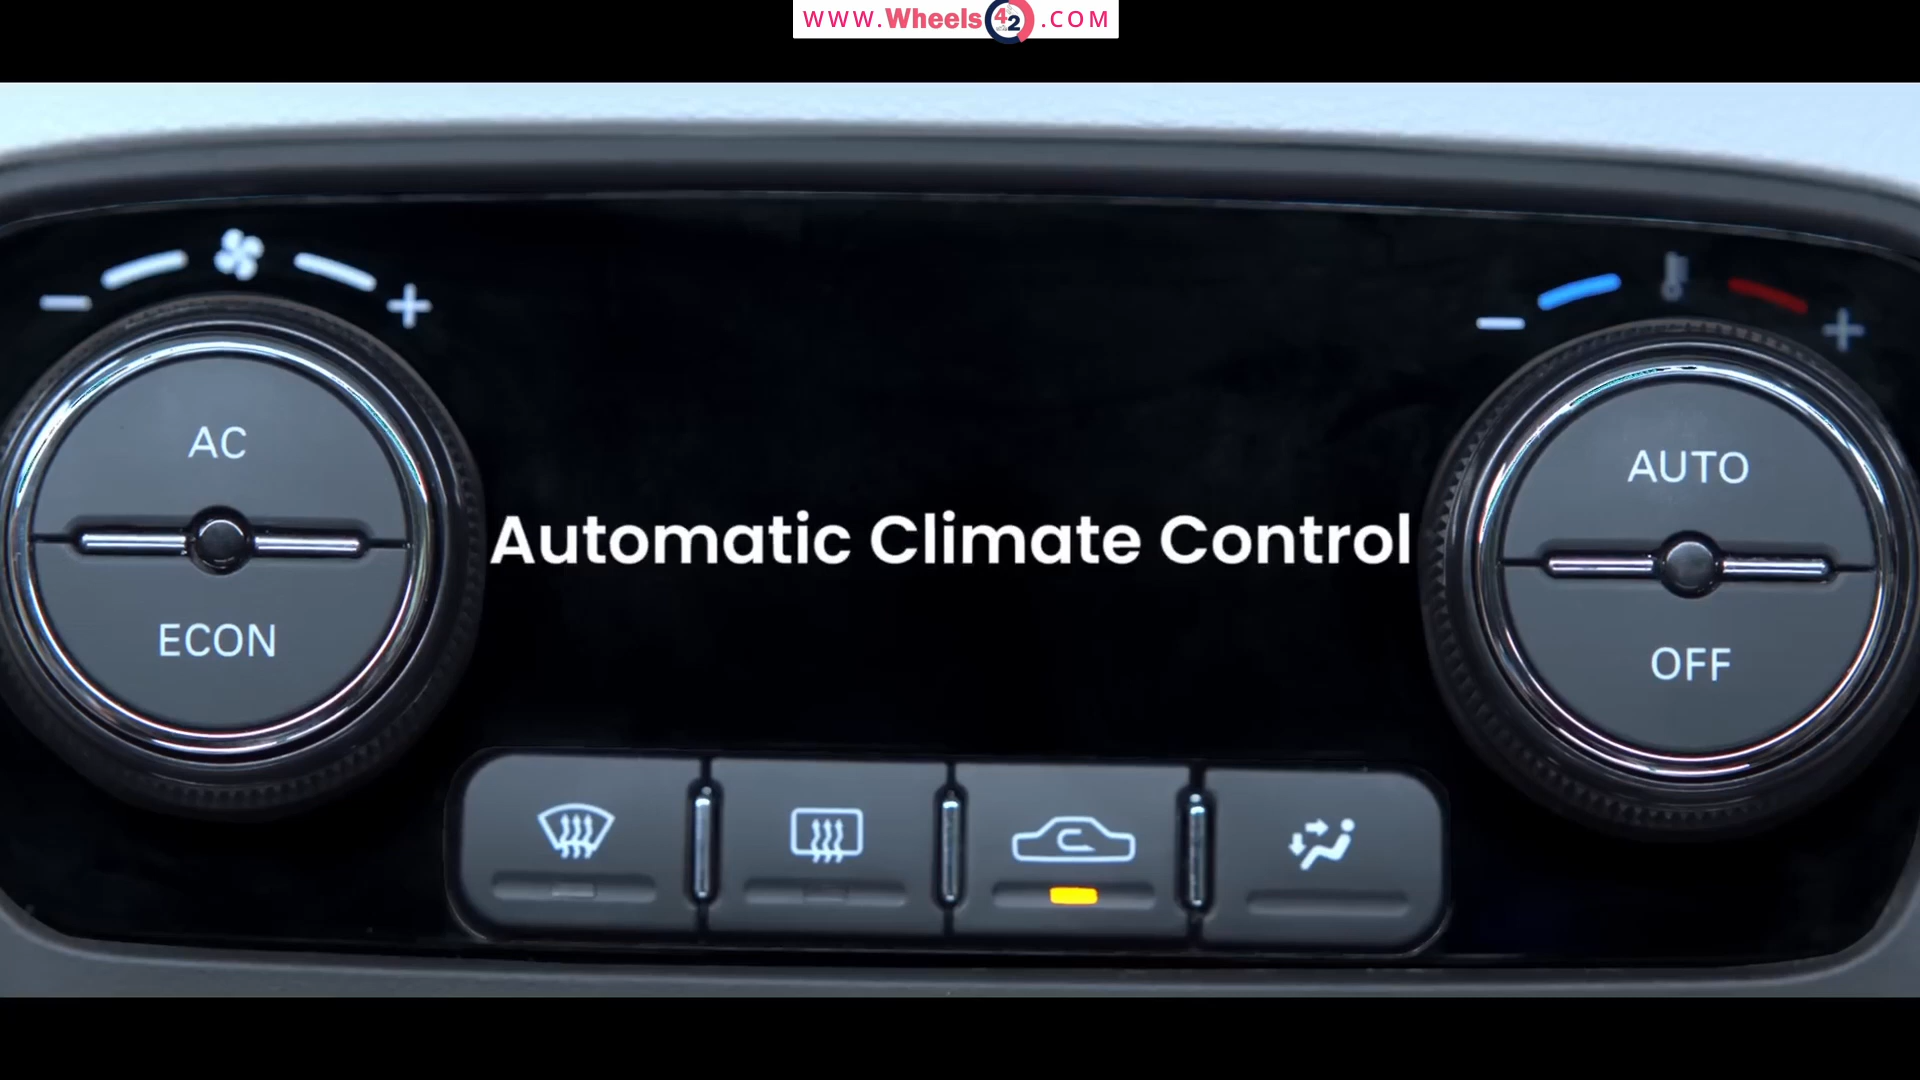 WWW.Wheels42.COM
AC
AUTO
Automatic Climate Control
ECON
OFF